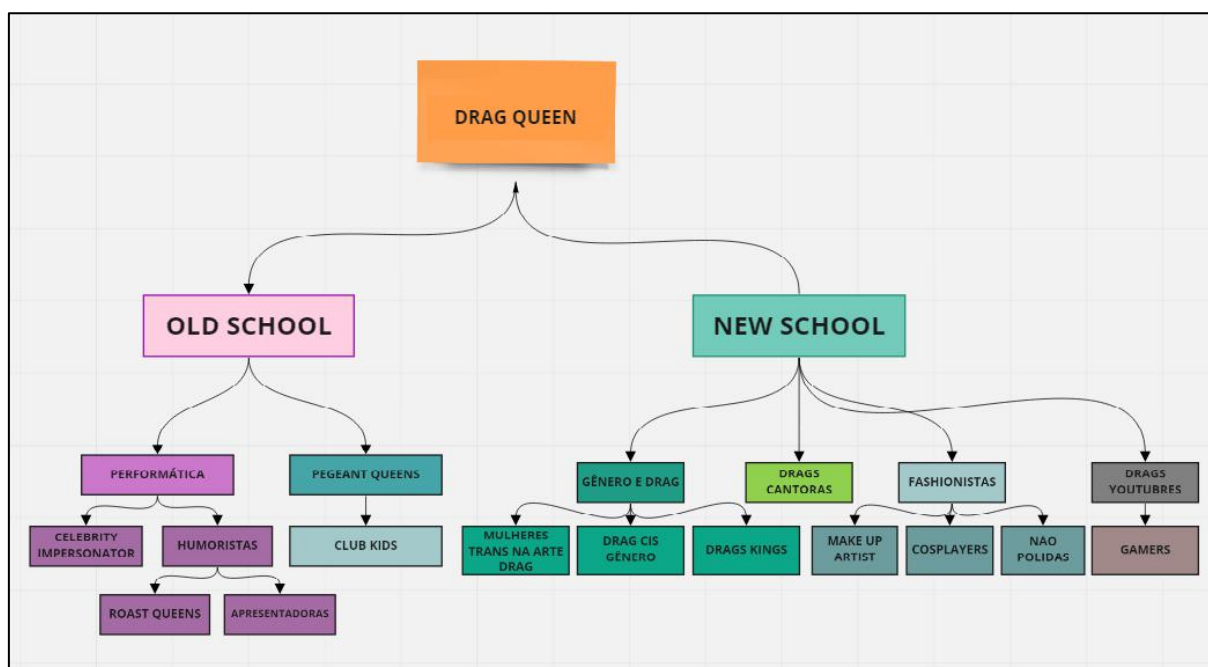 DRAG QUEEN
OLD SCHOOL
NEW SCHOOL
PERFORMÁTICA
PEGEANT QUEENS
GÊNERO E DRAG
DRAGS
CANTORAS
FASHIONISTAS
DRAGS
YOUTUBRES
CELEBRITY
IMPERSONATOR
HUMORISTAS
CLUB KIDS
MULHERES
TRANS NA ARTE
DRAG
DRAG CIS
GÊNERO
DRAGS KINGS
MAKE UP
ARTIST
COSPLAYERS
NÃO
POLIDAS
GAMERS
ROAST QUEENS
APRESENTADORAS